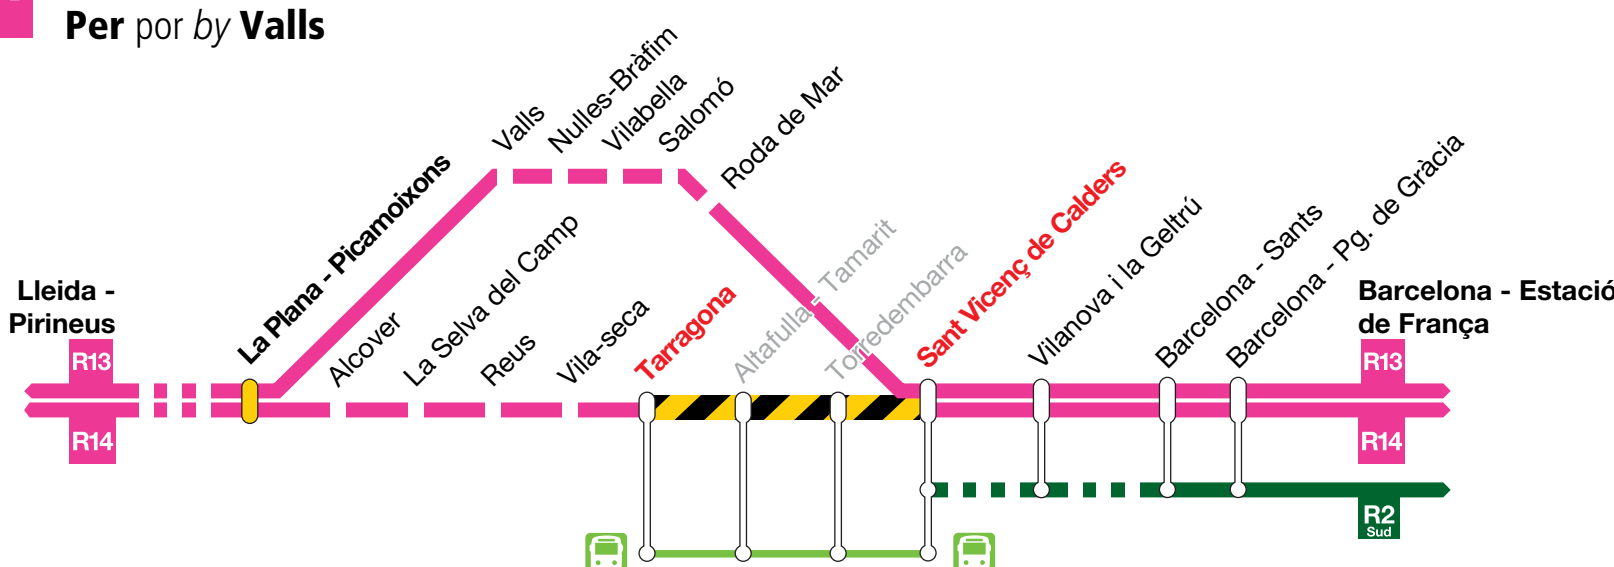 Per por by Valls
Valls
Nulles-Bràfim
Vilabella
Salomó
Roda de Mar
Lleida -
Pirineus
R13
R14
La Plana - Picamoixons
Alcover
La Selva del Camp
Reus
Vila-seca
Tarragona
Altafulla - Tamarit
Torredembarra
Sant Vicenç de Calders
Vilanova i la Geltrú
Barcelona - Sants
Barcelona - Pg. de Gràcia
Barcelona - Estació
de França
R13
R14
R2
Sud